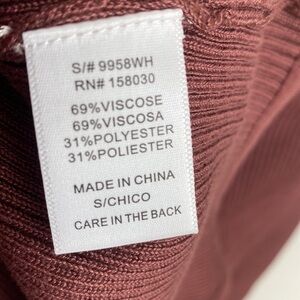 S/# 9958WH
RN# 158030
69%VISCOSE
69%VISCOSA
31%POLYESTER
31%POLIESTER
MADE IN CHINA
S/CHICO
CARE IN THE BACK